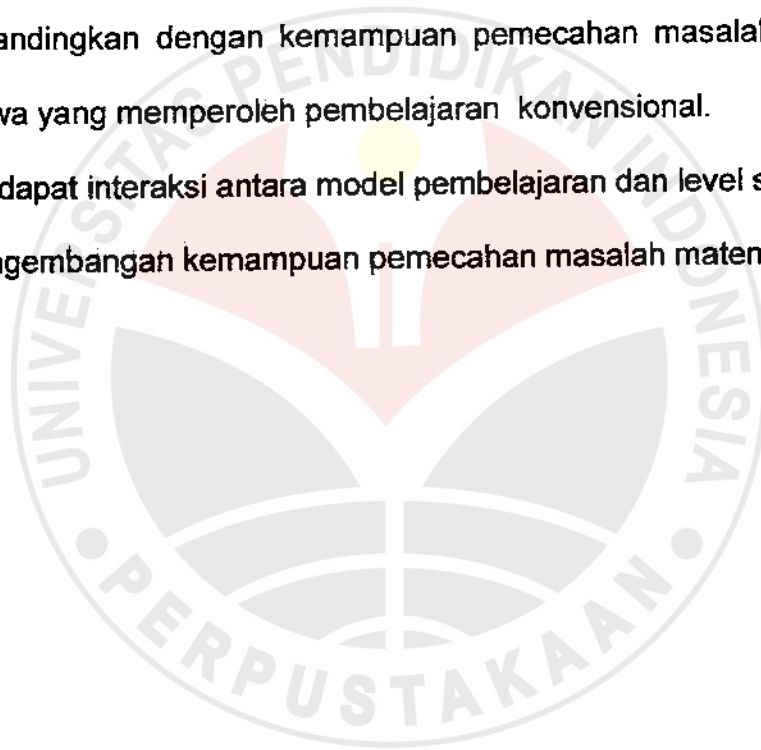 andingkan dengan kemampuan pemecahan masalah
wa yang memperoleh pembelajaran konvensional.
dapat interaksi antara model pembelajaran dan level s
ngembangan kemampuan pemecahan masalah matem
UNIVERSITAS PENDIDIKAN INDONESIA
PERPUSTAKAAN